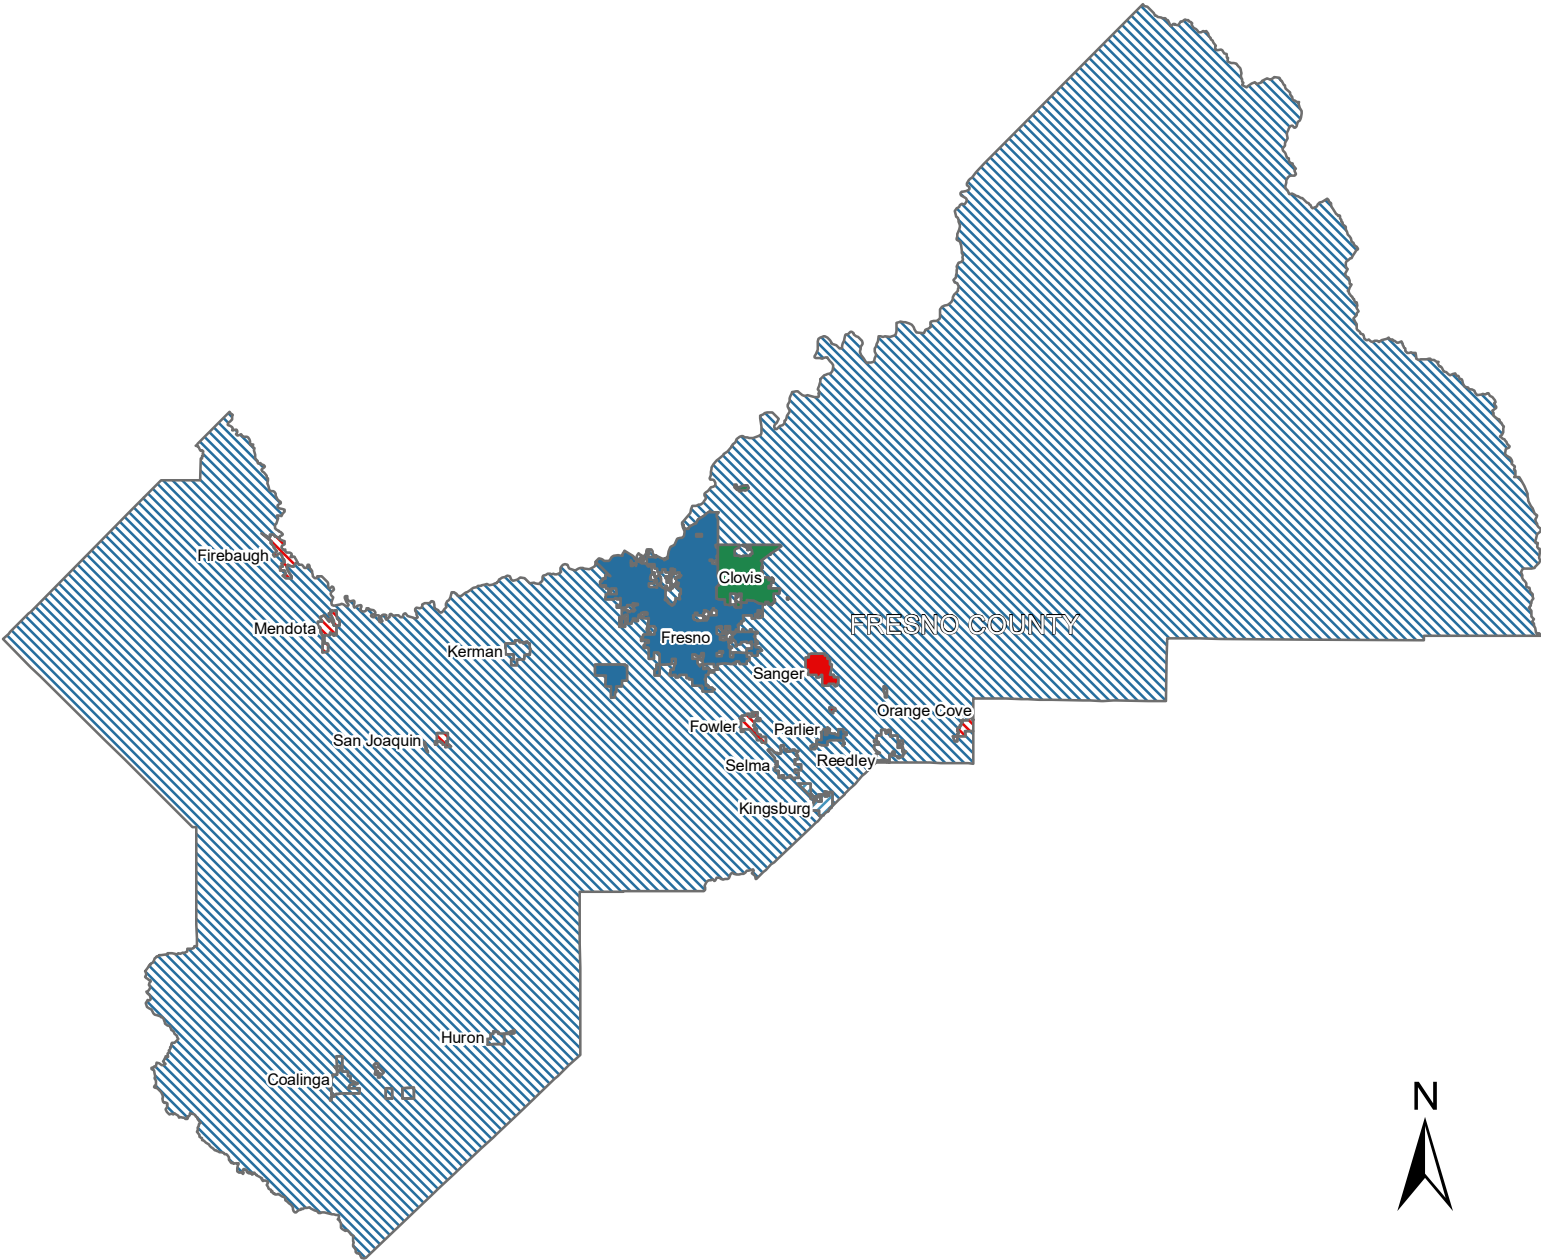 Firebaugh
Clovis
FRESNO COUNTY
Mendota
Fresno
Kerman
Sanger
Orange Cove
Fowler
Parlier
San Joaquin
Reedley
Selma
Kingsburg
Huron
Coalinga
N